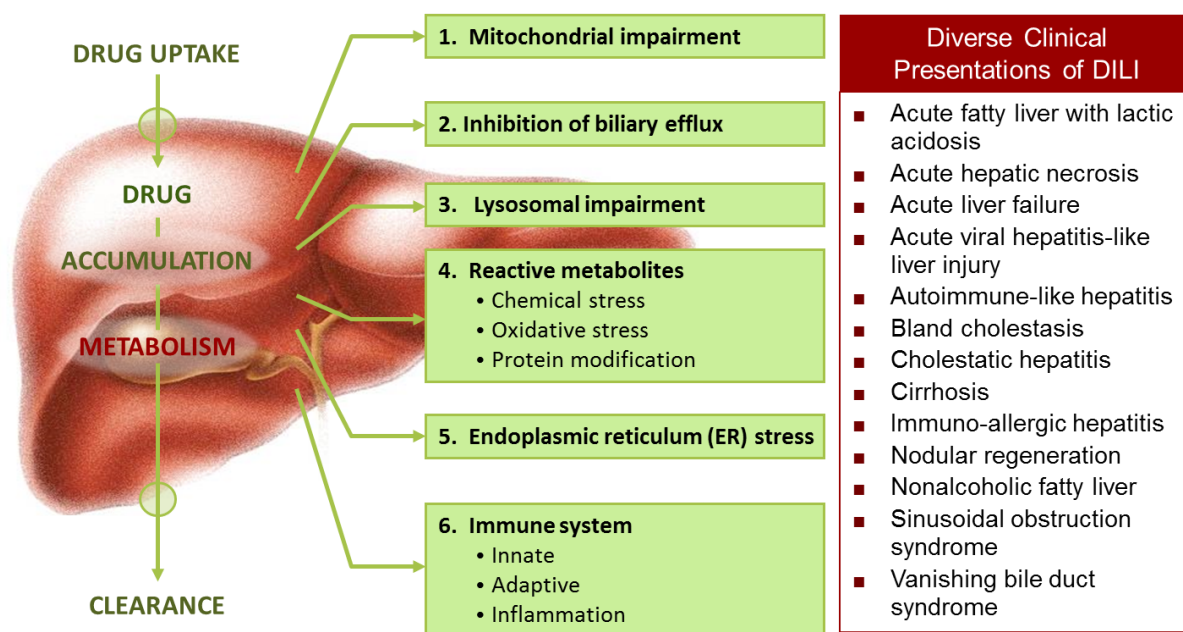 DRUG UPTAKE
DRUG
ACCUMULATION
METABOLISM
CLEARANCE
1. Mitochondrial impairment
2. Inhibition of biliary efflux
3. Lysosomal impairment
4. Reactive metabolites
• Chemical stress
• Oxidative stress
• Protein modification
5. Endoplasmic reticulum (ER) stress
6. Immune system
• Innate
• Adaptive
• Inflammation
Diverse Clinical
Presentations of DILI
■ Acute fatty liver with lactic
acidosis
■ Acute hepatic necrosis
■ Acute liver failure
■ Acute viral hepatitis-like
liver injury
■ Autoimmune-like hepatitis
■ Bland cholestasis
■ Cholestatic hepatitis
■ Cirrhosis
■ Immuno-allergic hepatitis
■ Nodular regeneration
■ Nonalcoholic fatty liver
■ Sinusoidal obstruction
syndrome
■ Vanishing bile duct
syndrome